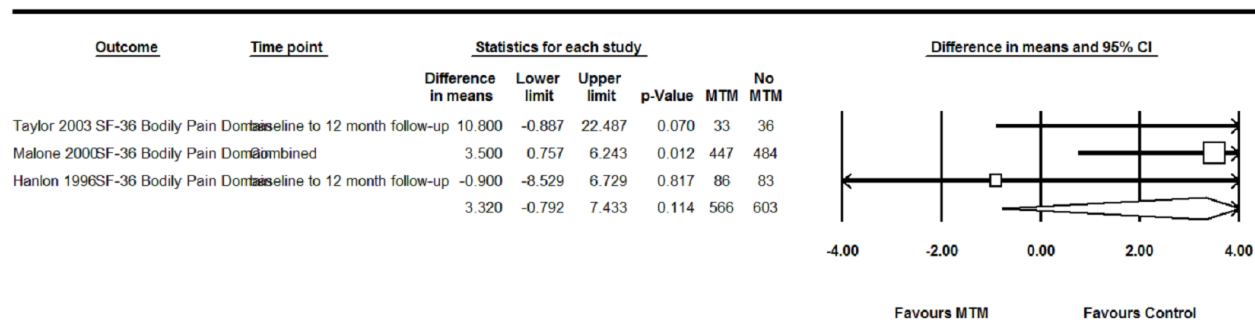 Outcome Time point Statistics for each study Difference in means and 95% CI
Difference in means Lower limit Upper limit p-Value MTM No MTM
Taylor 2003 SF-36 Bodily Pain Domain baseline to 12 month follow-up 10.800 -0.887 22.487 0.070 33 36
Malone 2000 SF-36 Bodily Pain Domain Combined 3.500 0.757 6.243 0.012 447 484
Hanlon 1996 SF-36 Bodily Pain Domain baseline to 12 month follow-up -0.900 -8.529 6.729 0.817 86 83
3.320 -0.792 7.433 0.114 566 603
-4.00 -2.00 0.00 2.00 4.00
Favours MTM Favours Control